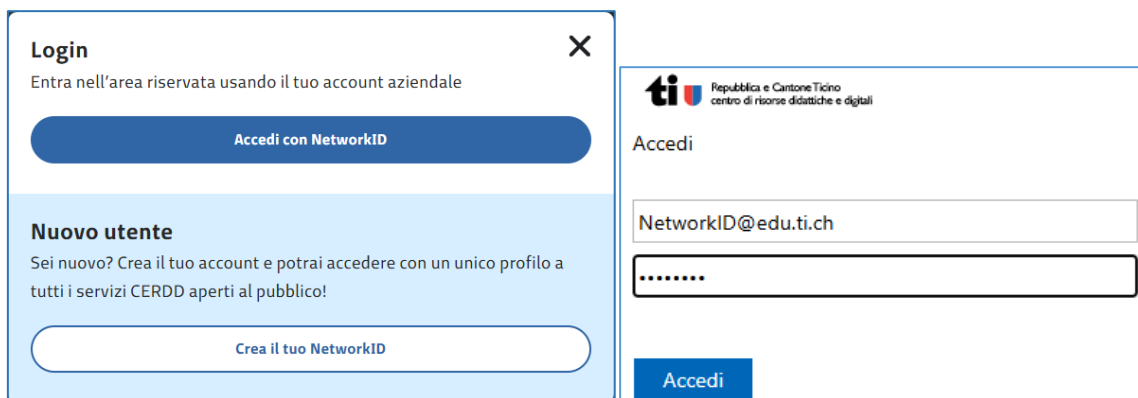 Login
Entra nell'area riservata usando il tuo account aziendale
Accedi con NetworkID
Nuovo utente
Sei nuovo? Crea il tuo account e potrai accedere con un unico profilo a
tutti i servizi CERDD aperti al pubblico!
Crea il tuo NetworkID
ti
Repubblica e Cantone Ticino
centro di risorse didattiche e digitali
Accedi
NetworkID@edu.ti.ch
••••••••
Accedi